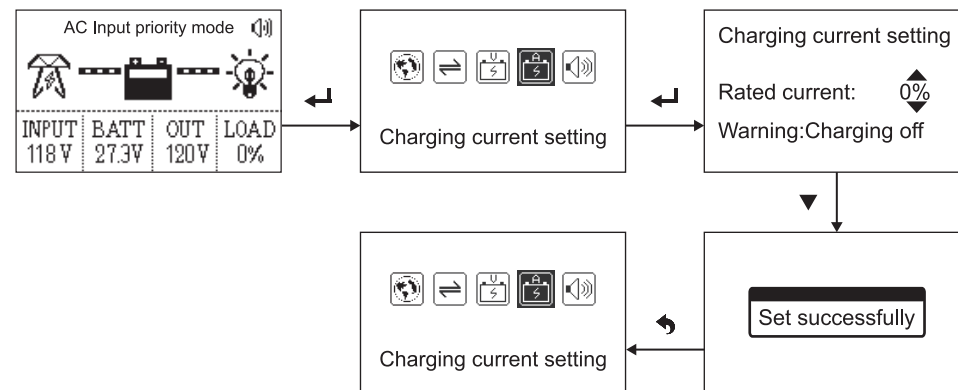 AC Input priority mode
INPUT BATT OUT LOAD
118V 27.3V 120V 0%
V A
Charging current setting
Charging current setting
Rated current: 0%
Warning:Charging off
V A
Charging current setting
Set successfully